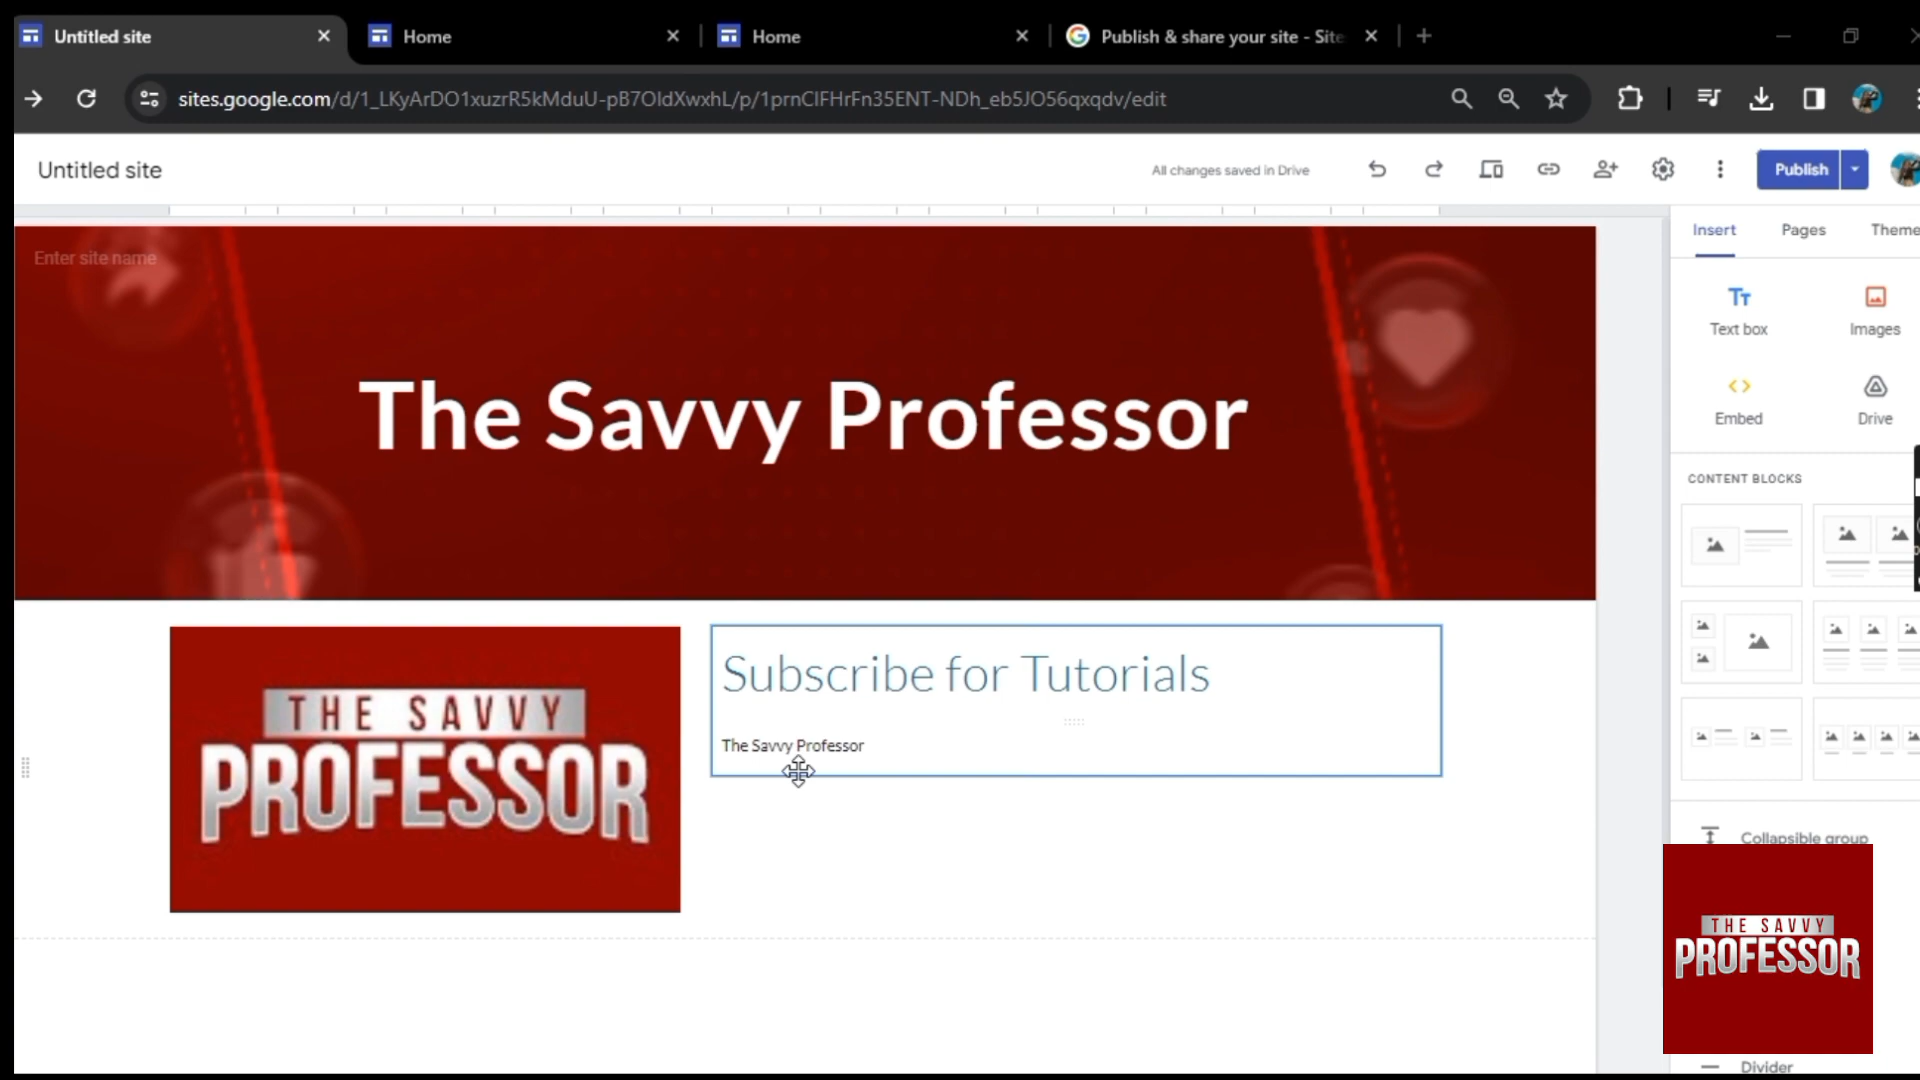 Untitled site
Home
Home
Publish & share your site - Site
sites.google.com/d/1_LKyArDO1xuzrR5kMduU-pB7OldXwxhL/p/1prnCIFHrFn35ENT-NDh_eb5JO56qxqdv/edit
Untitled site
All changes saved in Drive
Publish
Insert
Pages
Theme
Enter site name
The Savvy Professor
Text box
Images
Embed
Drive
CONTENT BLOCKS
THE SAVVY
PROFESSOR
Subscribe for Tutorials
The Savvy Professor
Collapsible group
THE SAVVY
PROFESSOR
Divider